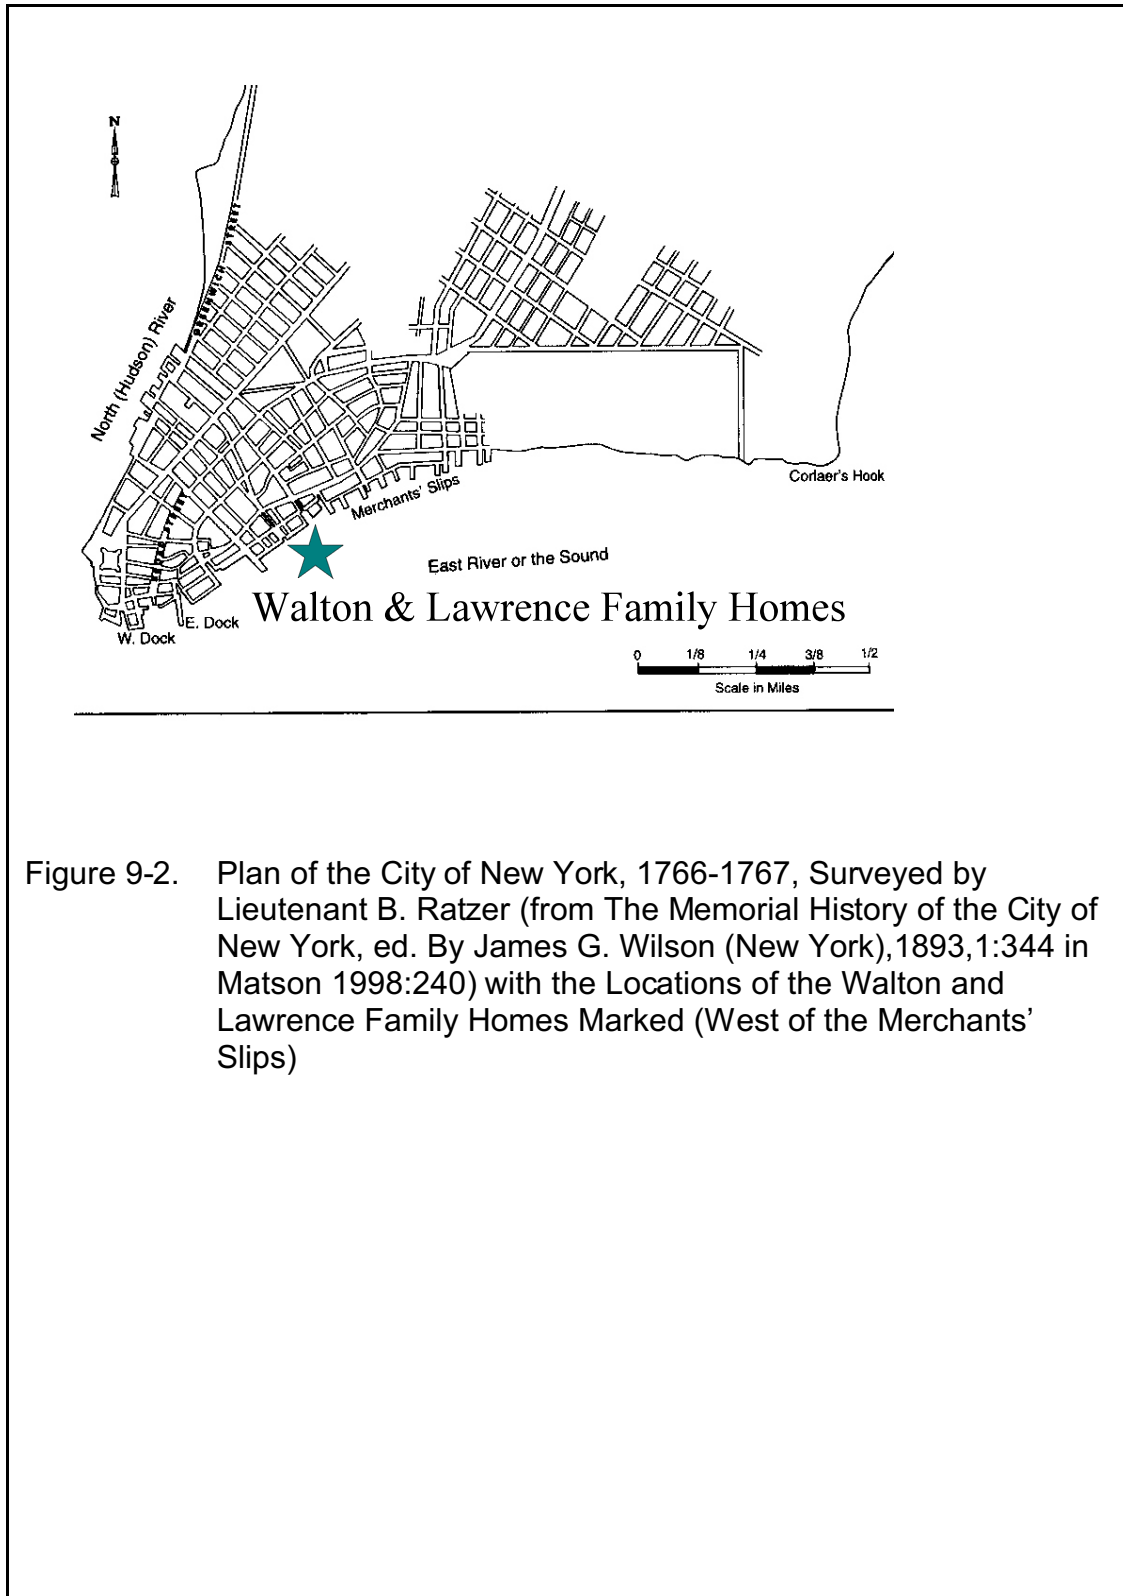 N
GREENWICH STREET
North (Hudson) River
Merchants' Slips
Corlaer's Hook
East River or the Sound
Walton & Lawrence Family Homes
E. Dock
W. Dock
0 1/8 1/4 3/8 1/2
Scale in Miles
Figure 9-2. Plan of the City of New York, 1766-1767, Surveyed by
Lieutenant B. Ratzer (from The Memorial History of the City of
New York, ed. By James G. Wilson (New York),1893,1:344 in
Matson 1998:240) with the Locations of the Walton and
Lawrence Family Homes Marked (West of the Merchants'
Slips)